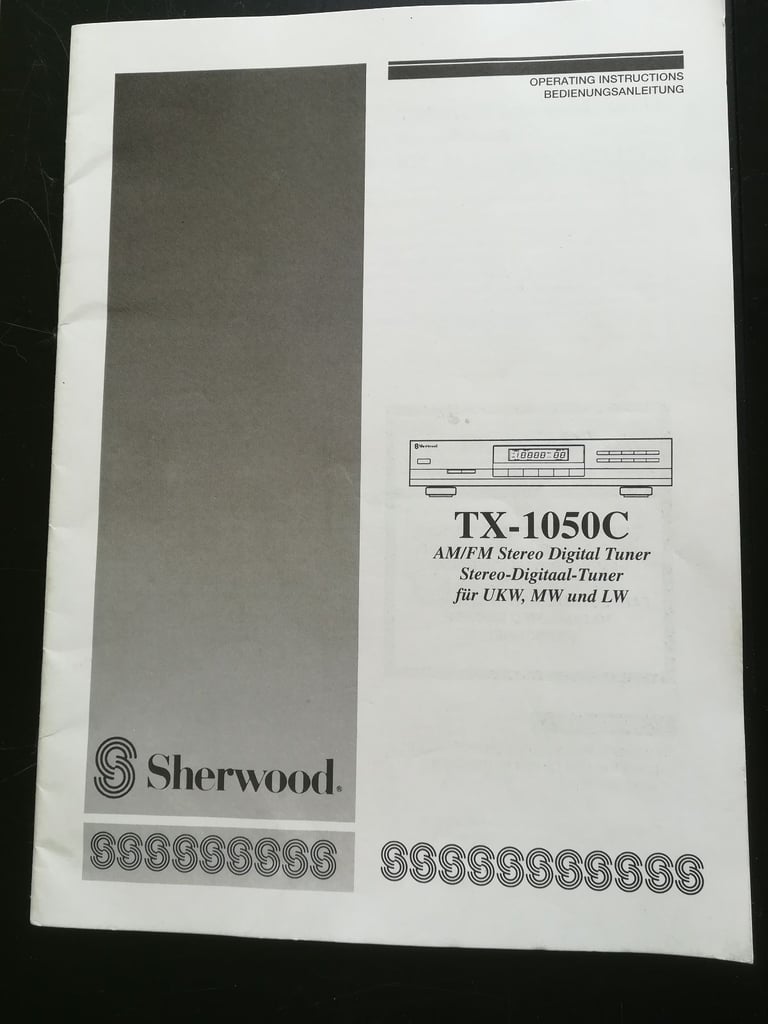 OPERATING INSTRUCTIONS
BEDIENUNGSANLEITUNG
TX-1050C
AM/FM Stereo Digital Tuner
Stereo-Digitaal-Tuner
für UKW, MW und LW
Sherwood®